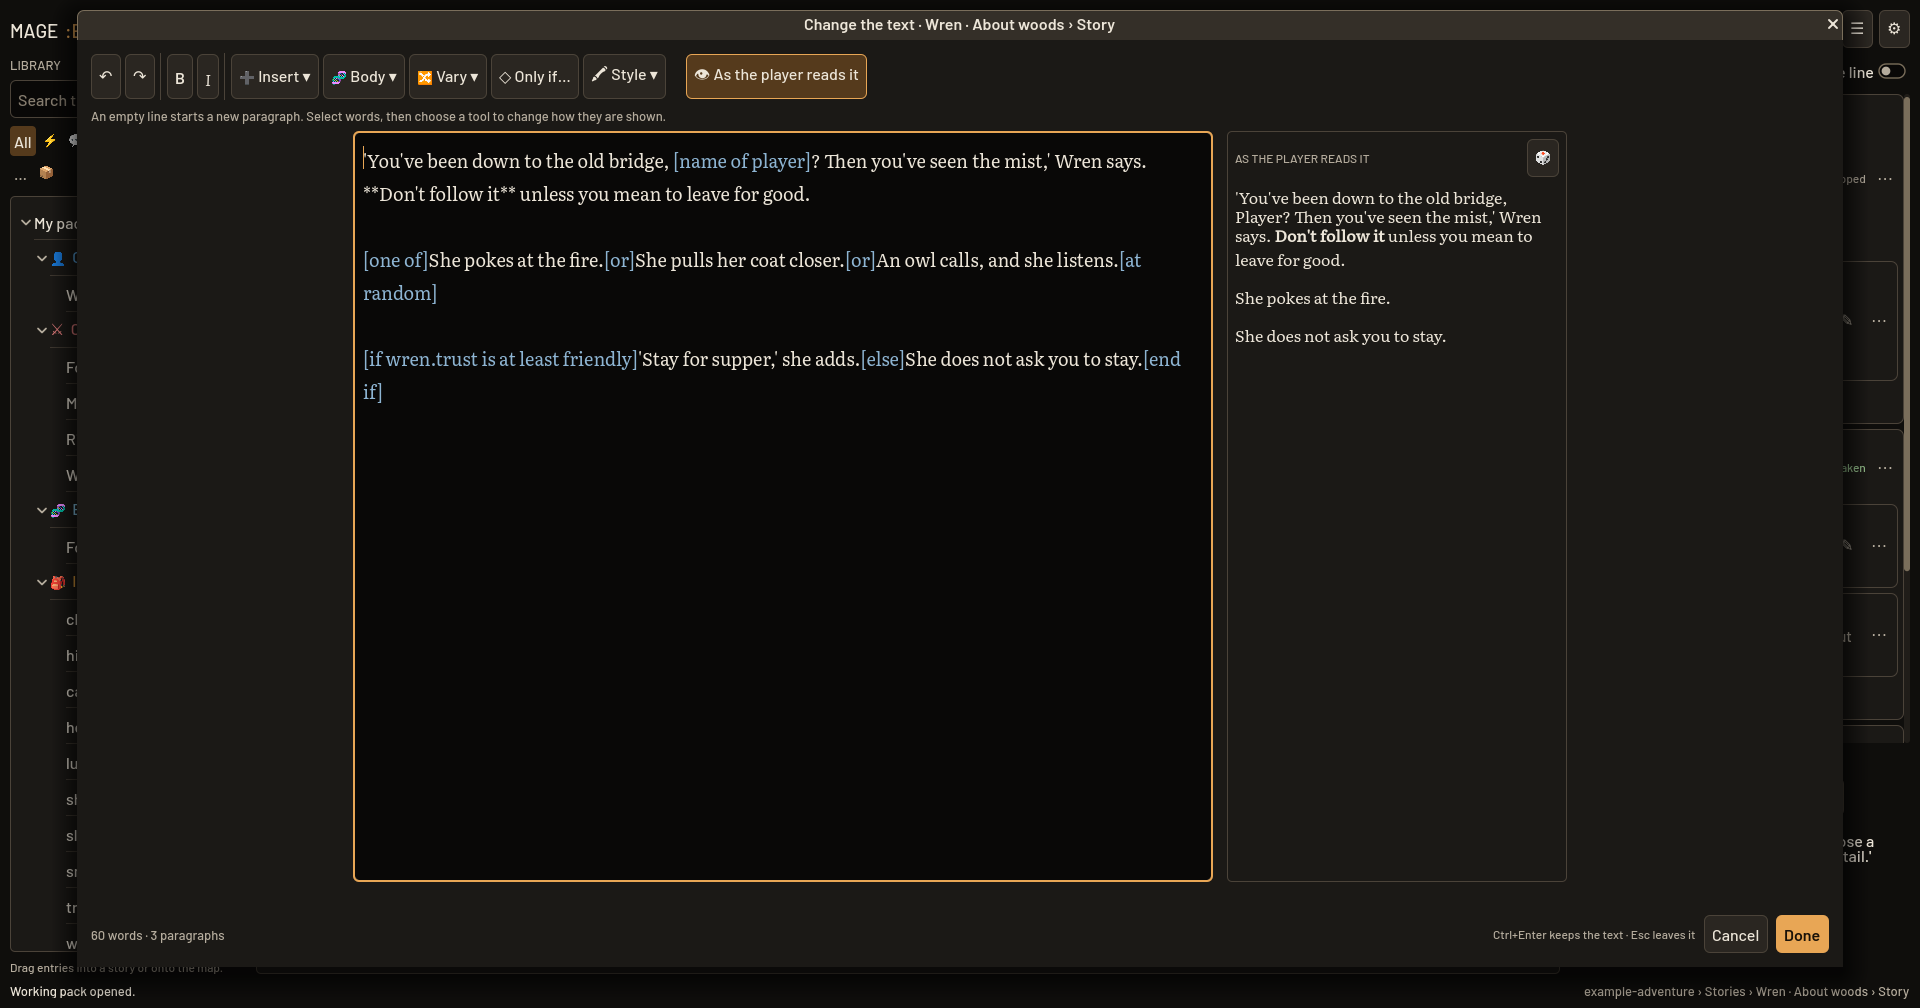 Change the text · Wren · About woods › Story
MAGE
LIBRARY
Search
All
My pac
Insert ▾
Body ▾
Vary ▾
◇ Only if...
Style ▾
As the player reads it
B
I
An empty line starts a new paragraph. Select words, then choose a tool to change how they are shown.
'You've been down to the old bridge, [name of player]? Then you've seen the mist,' Wren says.
**Don't follow it** unless you mean to leave for good.
[one of]She pokes at the fire.[or]She pulls her coat closer.[or]An owl calls, and she listens.[at
random]
[if wren.trust is at least friendly]'Stay for supper,' she adds.[else]She does not ask you to stay.[end
if]
AS THE PLAYER READS IT
'You've been down to the old bridge,
Player? Then you've seen the mist,' Wren
says. Don't follow it unless you mean to
leave for good.
She pokes at the fire.
She does not ask you to stay.
60 words · 3 paragraphs
Ctrl+Enter keeps the text · Esc leaves it
Cancel
Done
line
Drag entries into a story or onto the map.
Working pack opened.
example-adventure › Stories › Wren · About woods › Story